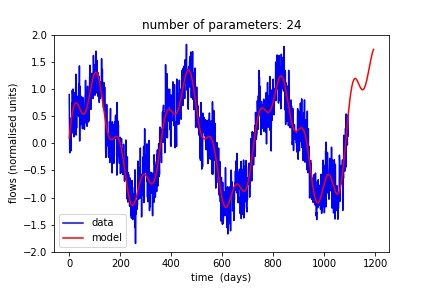 number of parameters: 24
flows (normalised units)
2.0
1.5
1.0
0.5
0.0
−0.5
−1.0
−1.5
−2.0
data
model
0 200 400 600 800 1000 1200
time (days)